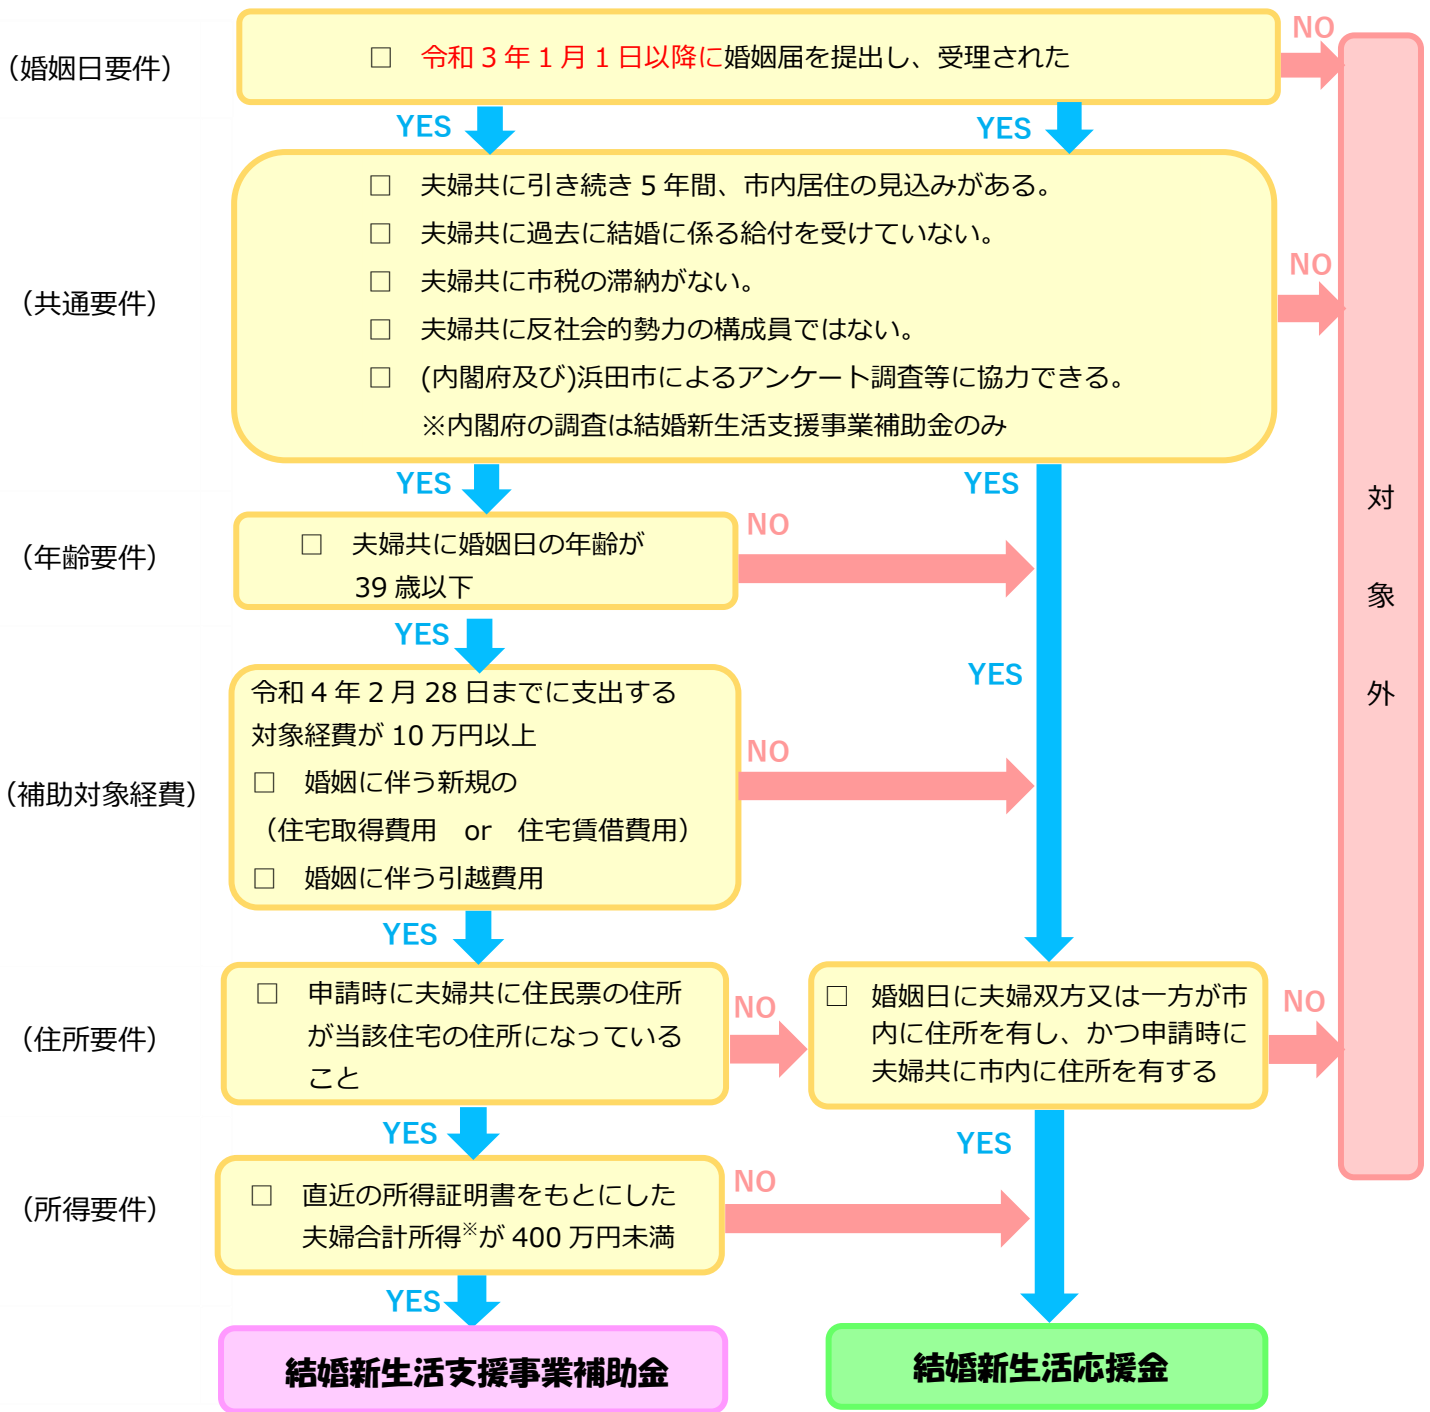 （婚姻日要件）
□　令和３年１月１日以降に婚姻届を提出し、受理された
NO
YES
YES
（共通要件）
□　夫婦共に引き続き５年間、市内居住の見込みがある。
□　夫婦共に過去に結婚に係る給付を受けていない。
□　夫婦共に市税の滞納がない。
□　夫婦共に反社会的勢力の構成員ではない。
□　(内閣府及び)浜田市によるアンケート調査等に協力できる。
※内閣府の調査は結婚新生活支援事業補助金のみ
NO
対象外
YES
YES
（年齢要件）
□　夫婦共に婚姻日の年齢が
39 歳以下
NO
YES
YES
（補助対象経費）
令和４年２月 28 日までに支出する
対象経費が 10 万円以上
□　婚姻に伴う新規の
（住宅取得費用　or　住宅賃借費用）
□　婚姻に伴う引越費用
NO
YES
（住所要件）
□　申請時に夫婦共に住民票の住所
が当該住宅の住所になっている
こと
NO
□　婚姻日に夫婦双方又は一方が市
内に住所を有し、かつ申請時に
夫婦共に市内に住所を有する
NO
YES
YES
（所得要件）
□　直近の所得証明書をもとにした
夫婦合計所得※が 400 万円未満
NO
YES
結婚新生活支援事業補助金
結婚新生活応援金